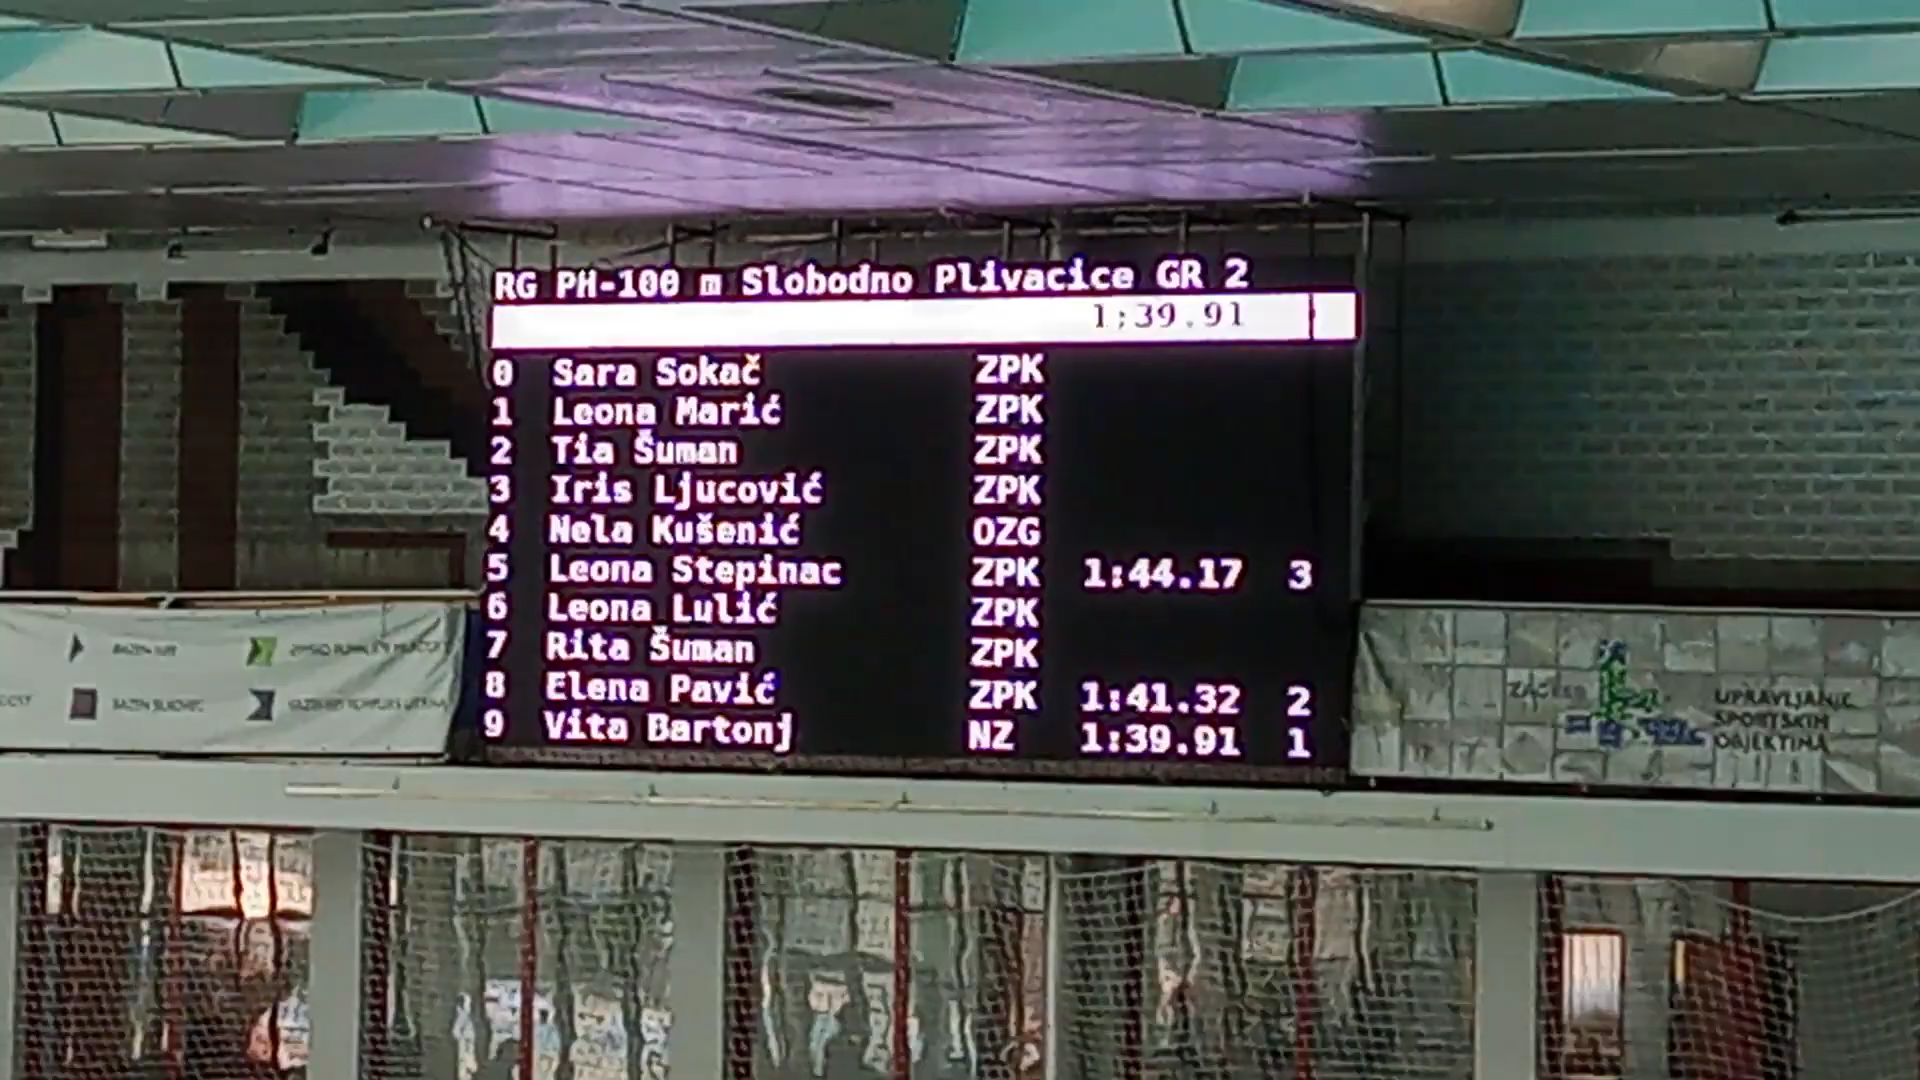 RG PH-100 m Slobodno Plivacice GR 2
1:39.91
0 Sara Sokač ZPK
1 Leona Marić ZPK
2 Tia Šuman ZPK
3 Iris Ljucović ZPK
4 Nela Kušenić OZG
5 Leona Stepinac ZPK 1:44.17 3
6 Leona Lulić ZPK
7 Rita Šuman ZPK
8 Elena Pavić ZPK 1:41.32 2
9 Vita Bartonj NZ 1:39.91 1
UPRAVLJANJE
SPORTSKIM
OBJEKTIMA